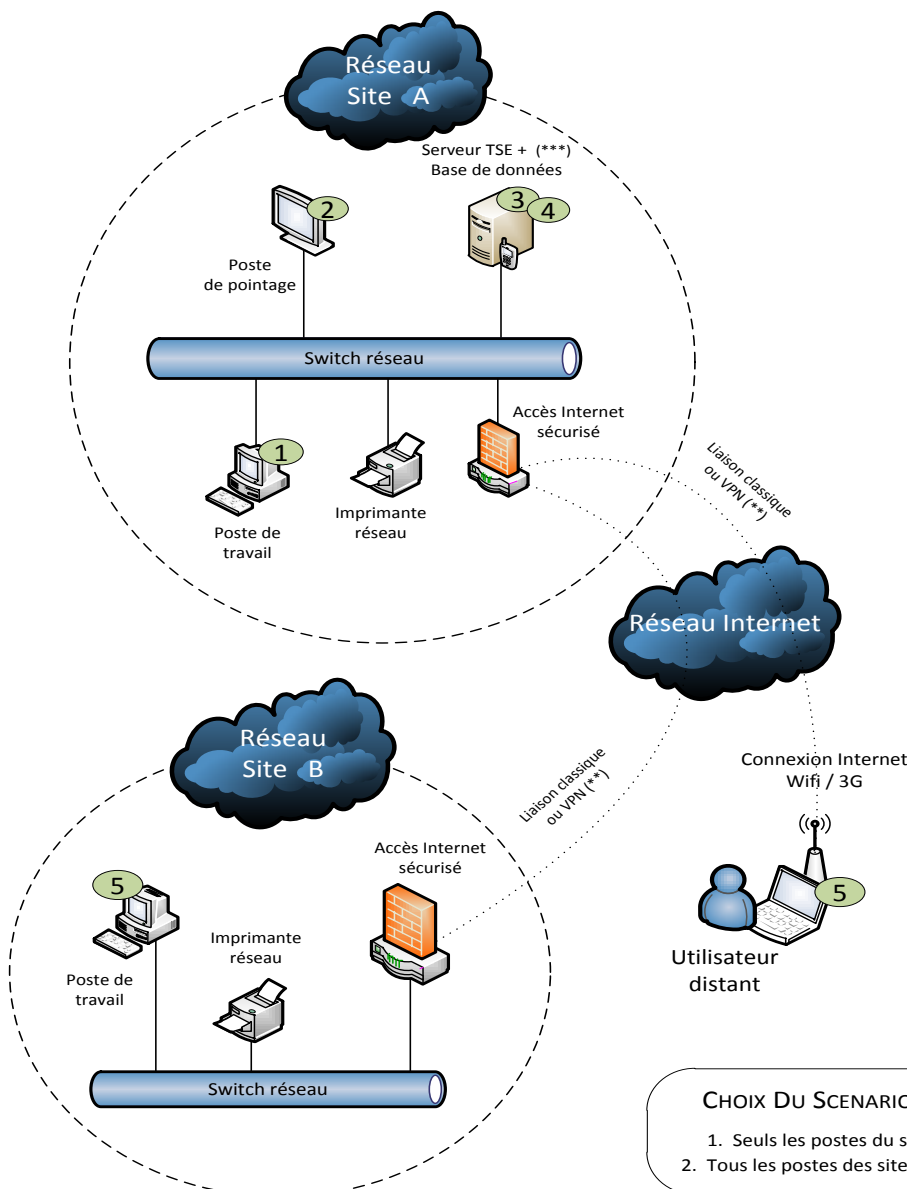 Réseau
Site A
Serveur TSE + (***)
Base de données
2
3
4
Poste
de pointage
Switch réseau
1
Accès Internet
sécurisé
Poste de
travail
Imprimante
réseau
Liaison classique
ou VPN (**)
Réseau Internet
Réseau
Site B
Liaison classique
ou VPN (**)
Connexion Internet
Wifi / 3G
Accès Internet
sécurisé
5
Imprimante
réseau
Poste de
travail
5
Utilisateur
distant
Switch réseau
CHOIX DU SCENARIO
1. Seuls les postes du s
2. Tous les postes des site